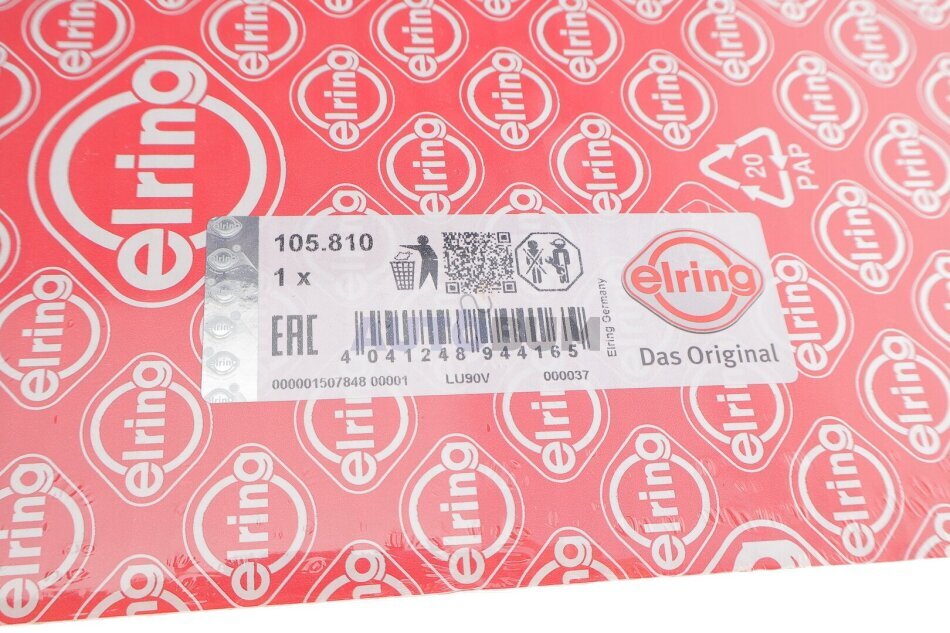 elring
105.810
1 x
EAC
4 041248 944165
000001507848 00001 LU90V 000037
Elring Germany
elring
Das Original
20
PAP